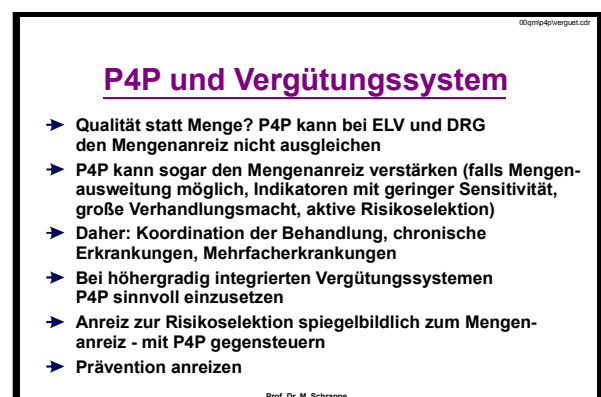 00qm\p4p\verguet.cdr
P4P und Vergütungssystem
Qualität statt Menge? P4P kann bei ELV und DRG
den Mengenanreiz nicht ausgleichen
P4P kann sogar den Mengenanreiz verstärken (falls Mengen-
ausweitung möglich, Indikatoren mit geringer Sensitivität,
große Verhandlungsmacht, aktive Risikoselektion)
Daher: Koordination der Behandlung, chronische
Erkrankungen, Mehrfacherkrankungen
Bei höhergradig integrierten Vergütungssystemen
P4P sinnvoll einzusetzen
Anreiz zur Risikoselektion spiegelbildlich zum Mengen-
anreiz - mit P4P gegensteuern
Prävention anreizen
Prof. Dr. M. Schrappe